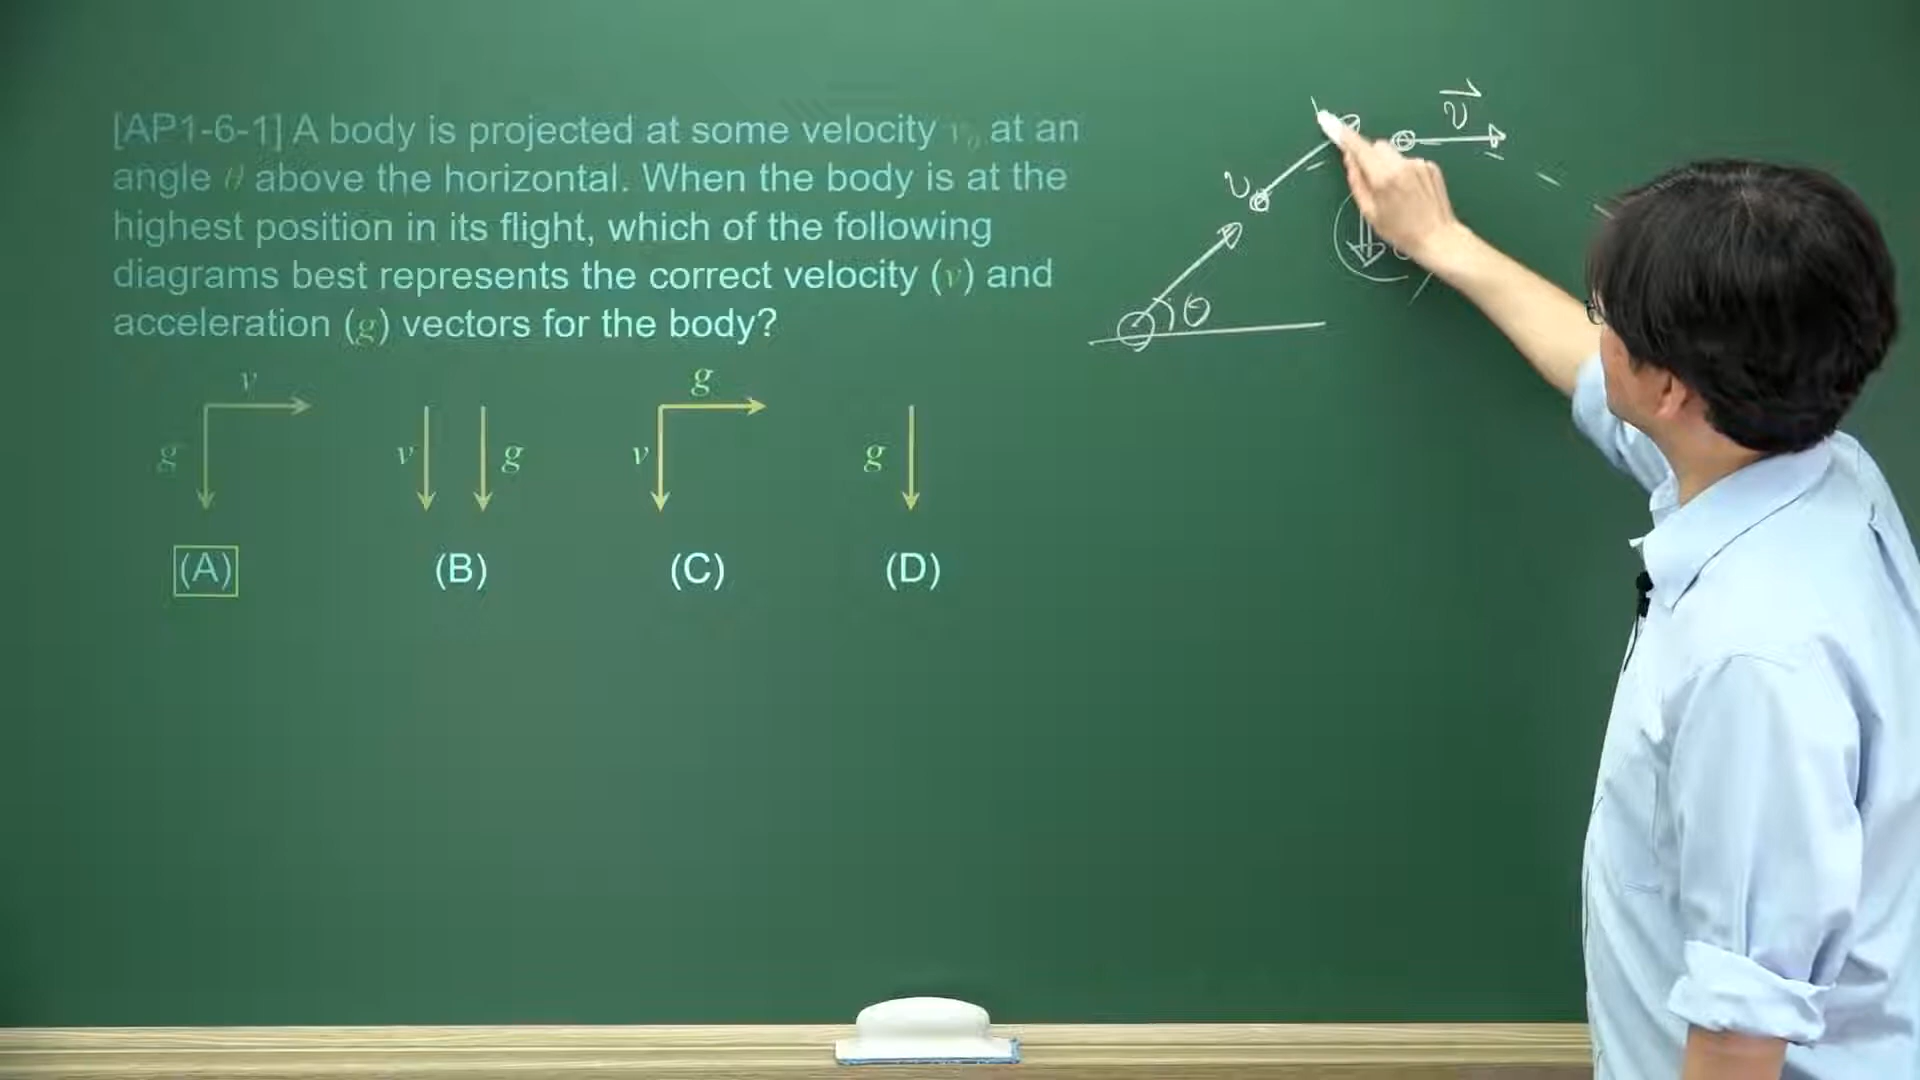 [AP1-6-1] A body is projected at some velocity v₀ at an
angle θ above the horizontal. When the body is at the
highest position in its flight, which of the following
diagrams best represents the correct velocity (v) and
acceleration (g) vectors for the body?
v
g
v g
g
v
g
(A) (B) (C) (D)
v
v
θ